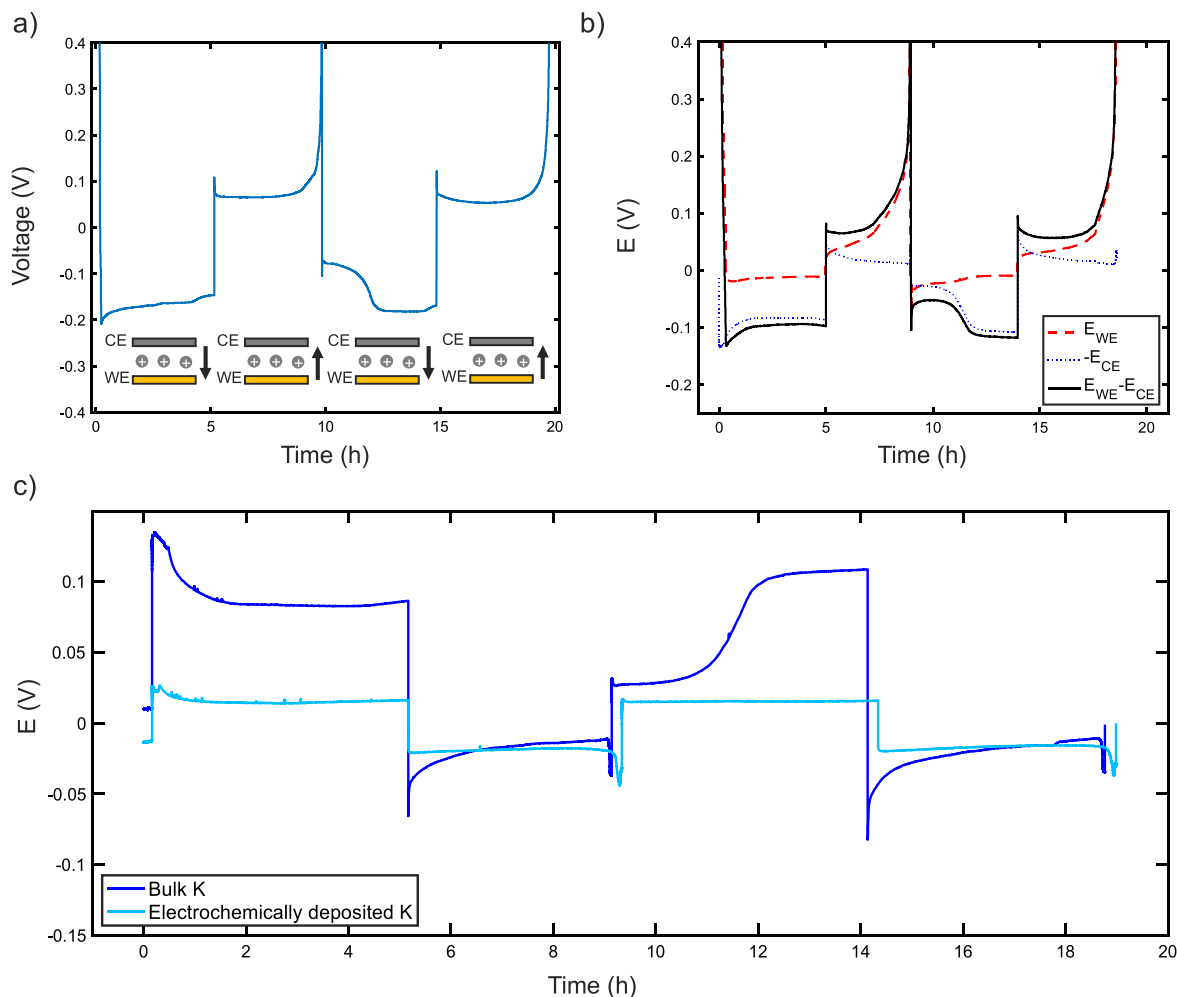 a)
Voltage (V)
0.4
0.3
0.2
0.1
0
-0.1
-0.2
-0.3
-0.4
CE
WE
+ + +
CE
WE
+ + +
CE
WE
+ + +
CE
WE
+ + +
0 5 10 15 20
Time (h)
b)
E (V)
0.4
0.3
0.2
0.1
0
-0.1
-0.2
E_WE
-E_CE
E_WE-E_CE
0 5 10 15 20
Time (h)
c)
E (V)
0.1
0.05
0
-0.05
-0.1
-0.15
Bulk K
Electrochemically deposited K
0 2 4 6 8 10 12 14 16 18 20
Time (h)